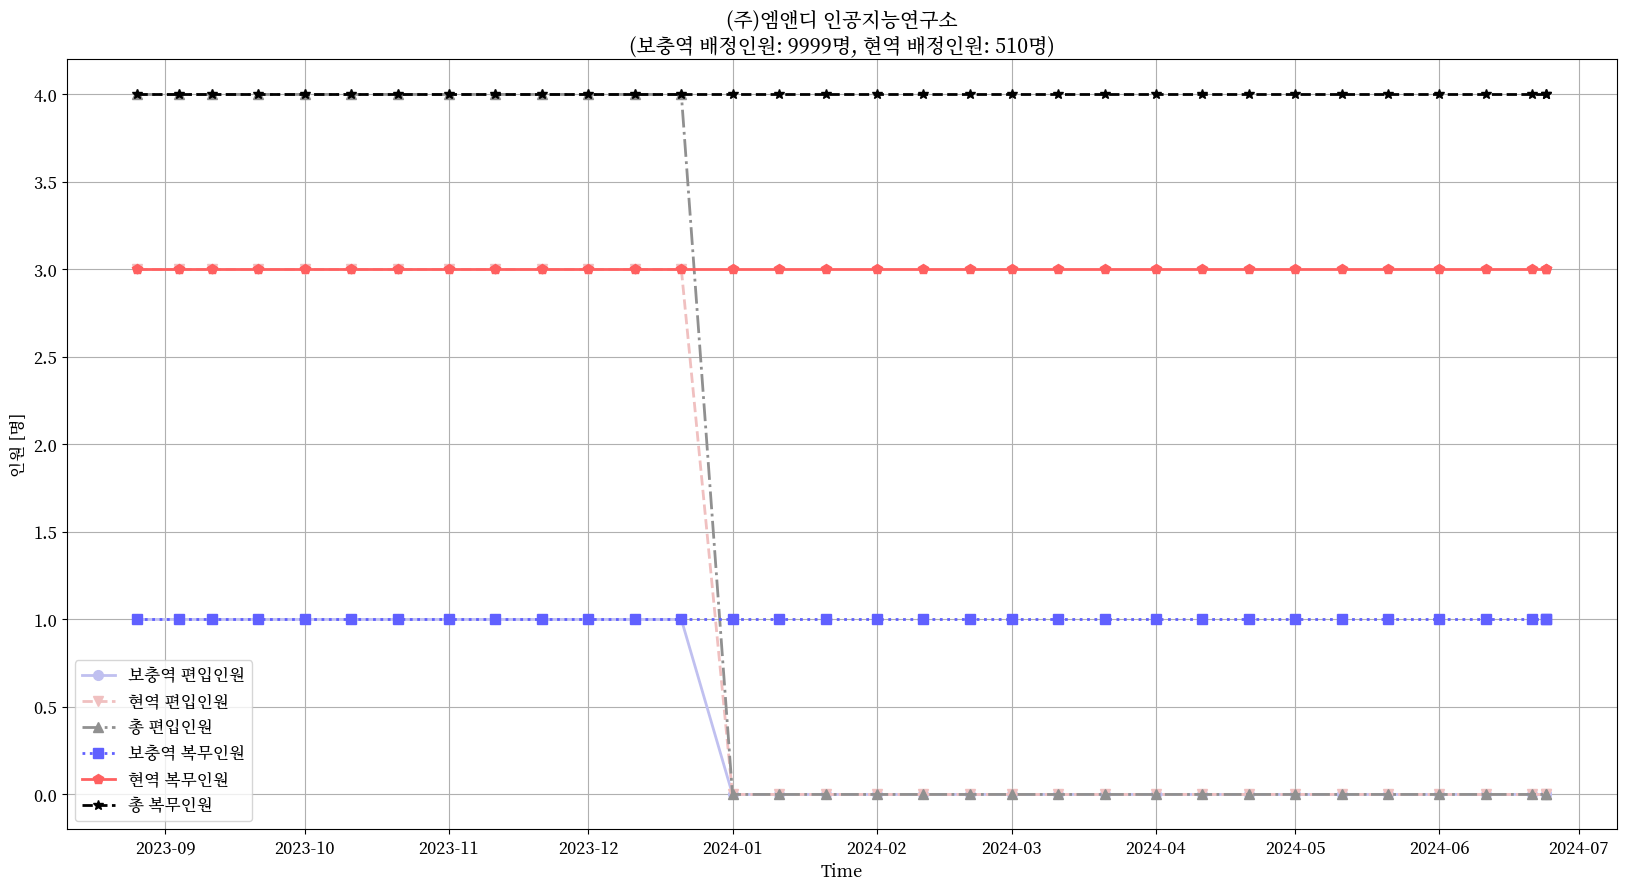 (주)엠앤디 인공지능연구소
(보충역 배정인원: 9999명, 현역 배정인원: 510명)
4.0
3.5
3.0
2.5
2.0
1.5
1.0
0.5
0.0
인원 [명]
보충역 편입인원
현역 편입인원
총 편입인원
보충역 복무인원
현역 복무인원
총 복무인원
2023-09
2023-10
2023-11
2023-12
2024-01
2024-02
2024-03
2024-04
2024-05
2024-06
2024-07
Time